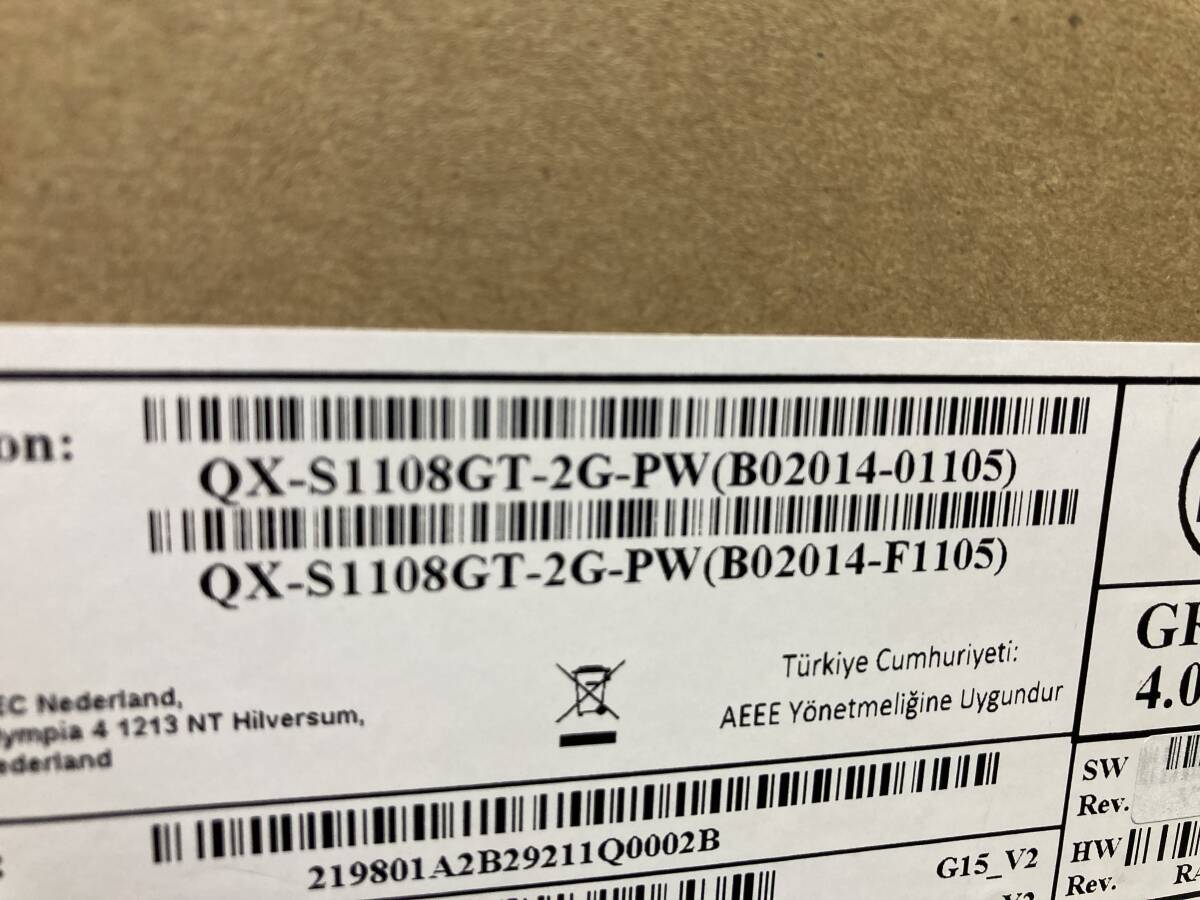 on:
QX-S1108GT-2G-PW(B02014-01105)
QX-S1108GT-2G-PW(B02014-F1105)
Türkiye Cumhuriyeti:
AEEE Yönetmeliğine Uygundur
EC Nederland,
ympia 4 1213 NT Hilversum,
ederland
4.0
SW
Rev.
219801A2B29211Q0002B
G15_V2
HW
Rev.